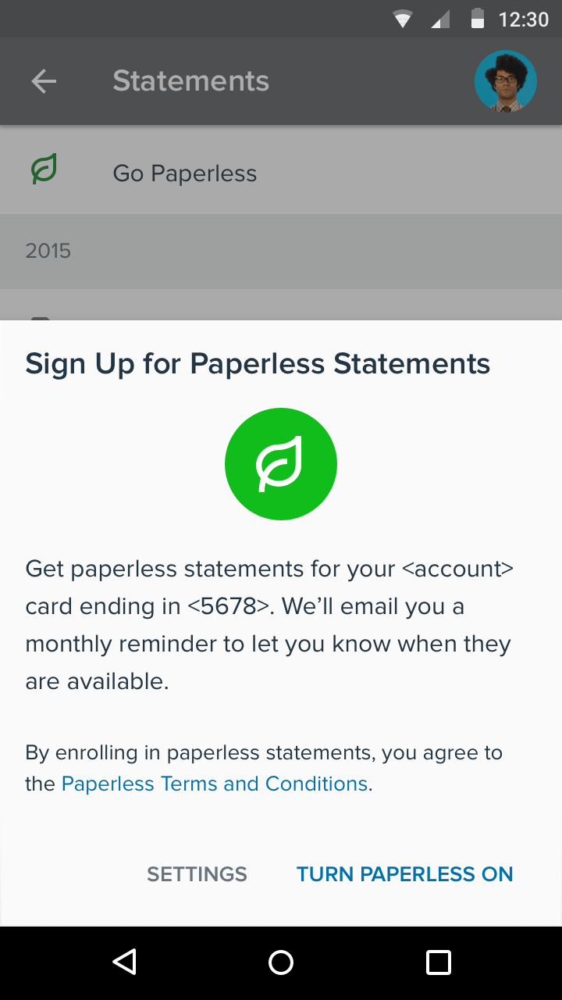 12:30
Statements
Go Paperless
2015
Sign Up for Paperless Statements
Get paperless statements for your <account>
card ending in <5678>. We’ll email you a
monthly reminder to let you know when they
are available.
By enrolling in paperless statements, you agree to
the Paperless Terms and Conditions.
SETTINGS TURN PAPERLESS ON